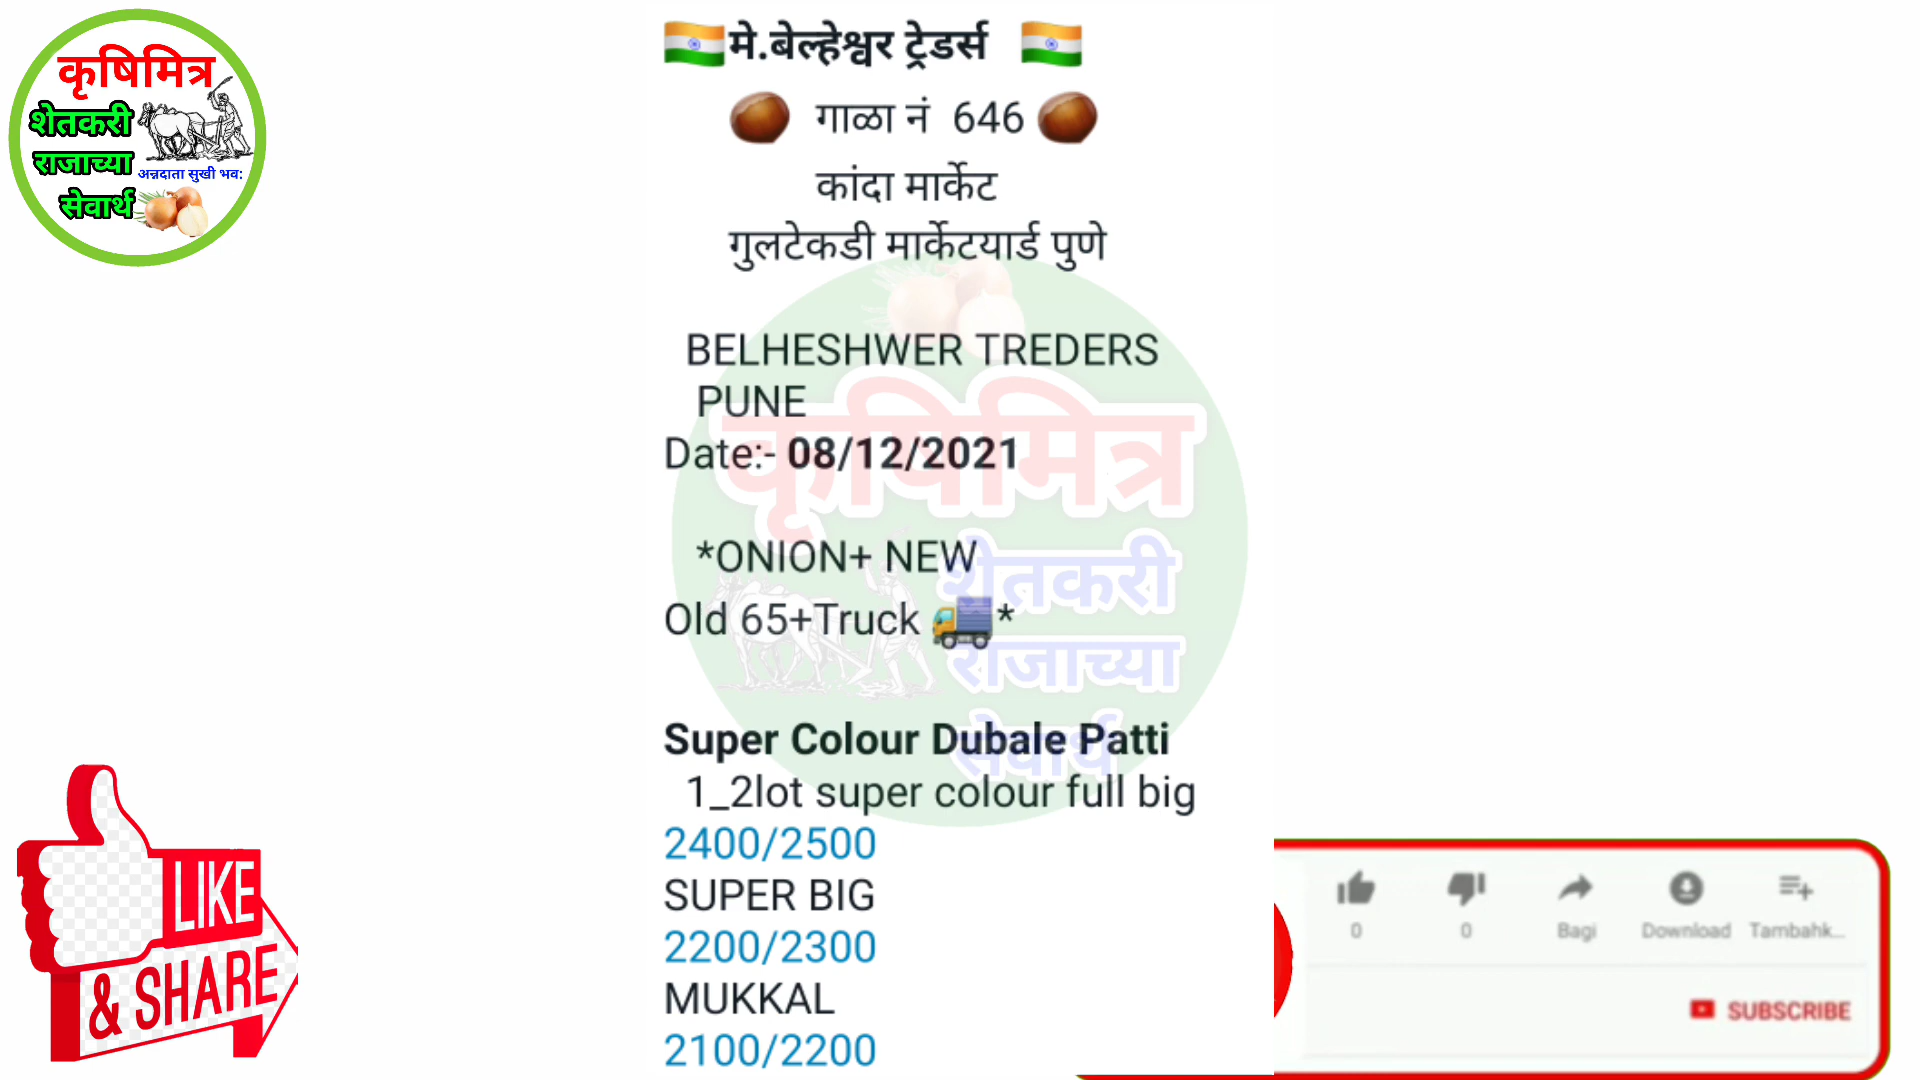 कृषिमित्र
शेतकरी
राजाच्या
अन्नदाता सुखी भव:
सेवार्थ
मे.बेल्हेश्वर ट्रेडर्स
गाळा नं 646
कांदा मार्केट
गुलटेकडी मार्केटयार्ड पुणे
BELHESHWER TREDERS
PUNE
Date:- 08/12/2021
*ONION+ NEW
Old 65+Truck 🚚*
Super Colour Dubale Patti
1_2lot super colour full big
2400/2500
SUPER BIG
2200/2300
MUKKAL
2100/2200
कृषिमित्र
शेतकरी
राजाच्या
सेवार्थ
LIKE
& SHARE
0 0 Bagi Download Tambahk...
SUBSCRIBE